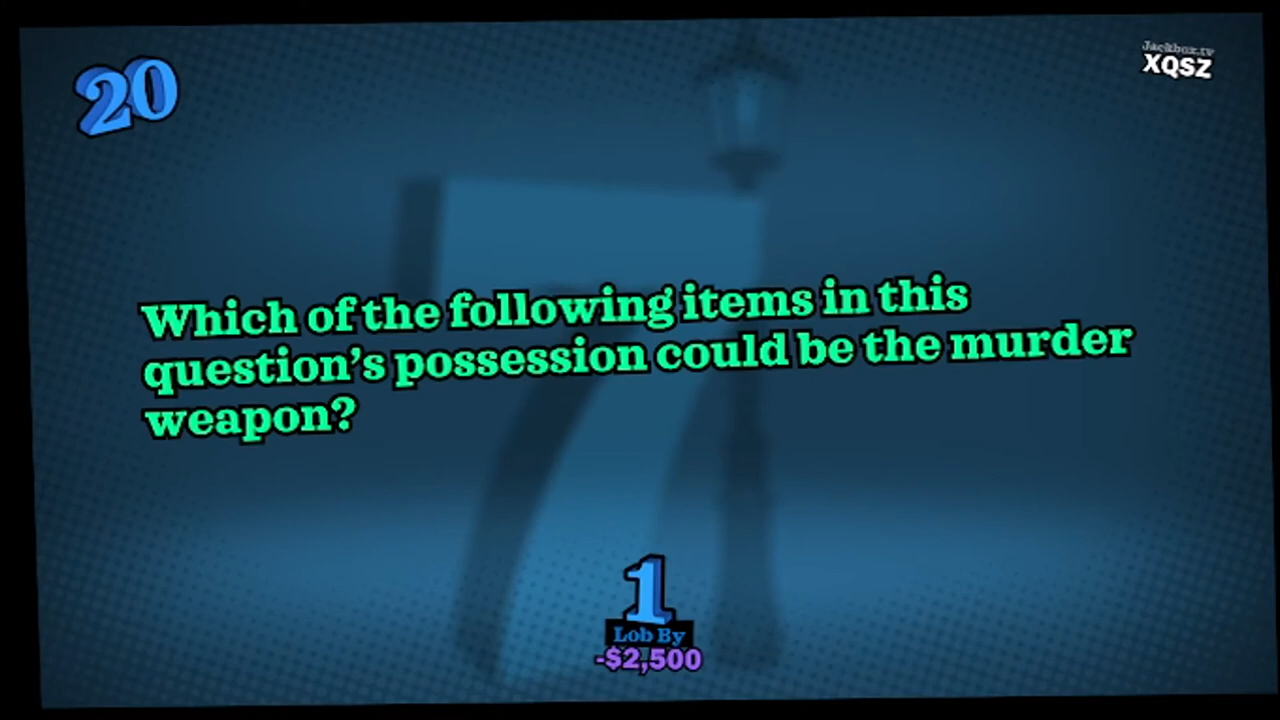 20
Jackbox.tv
XQSZ
Which of the following items in this
question's possession could be the murder
weapon?
1
Lob By
-$2,500